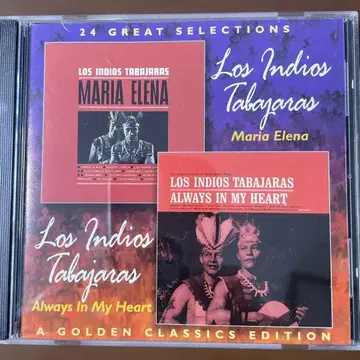 24 GREAT SELECTIONS
LOS INDIOS TABAJARAS
MARIA ELENA
Los Indios
Tabajaras
Maria Elena
LOS INDIOS TABAJARAS
ALWAYS IN MY HEART
Los Indios
Tabajaras
Always In My Heart
A GOLDEN CLASSICS EDITION